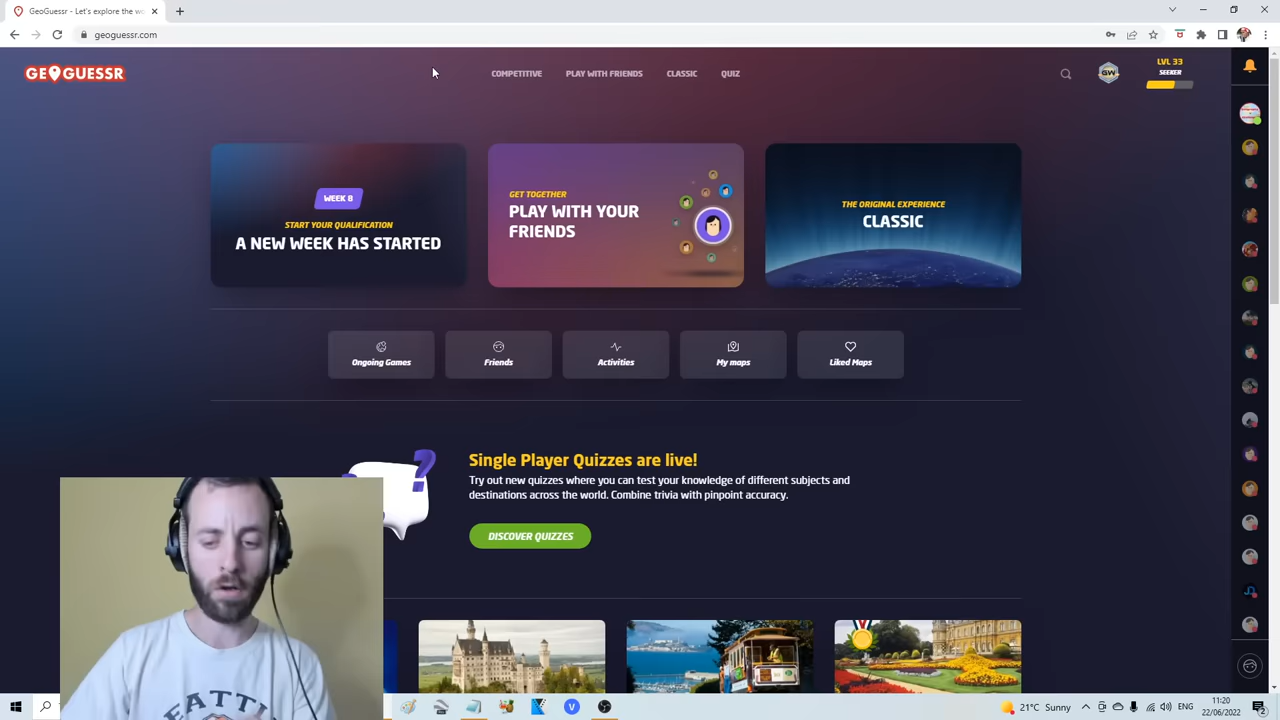 GeoGuessr - Let's explore the wo
geoguessr.com
GEOGUESSR
COMPETITIVE
PLAY WITH FRIENDS
CLASSIC
QUIZ
GW
LVL 33
SEEKER
WEEK 8
START YOUR QUALIFICATION
A NEW WEEK HAS STARTED
GET TOGETHER
PLAY WITH YOUR
FRIENDS
THE ORIGINAL EXPERIENCE
CLASSIC
Ongoing Games
Friends
Activities
My maps
Liked Maps
Single Player Quizzes are live!
Try out new quizzes where you can test your knowledge of different subjects and
destinations across the world. Combine trivia with pinpoint accuracy.
DISCOVER QUIZZES
21°C Sunny
ENG
11:20
22/06/2022
2